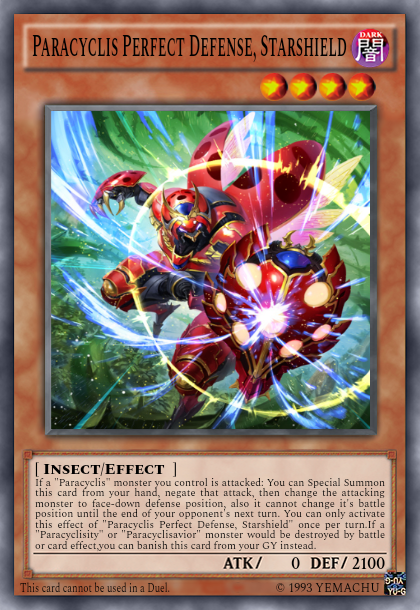 PARACYCLIS PERFECT DEFENSE, STARSHIELD
DARK
闇
[ INSECT/EFFECT ]
If a "Paracyclis" monster you control is attacked: You can Special Summon
this card from your hand, negate that attack, then change the attacking
monster to face-down defense position, also it cannot change it's battle
position until the end of your opponent's next turn. You can only activate
this effect of "Paracyclis Perfect Defense, Starshield" once per turn.If a
"Paracyclisity" or "Paracyclisavior" monster would be destroyed by battle
or card effect,you can banish this card from your GY instead.
ATK/ 0 DEF/ 2100
This card cannot be used in a Duel.
© 1993 YEMACHU
YU-G